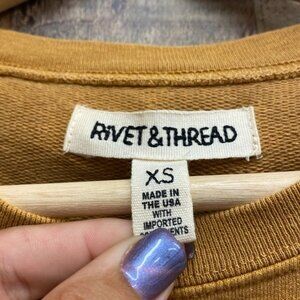 RiVET & THREAD
XS
MADE IN
THE USA
WITH
IMPORTED